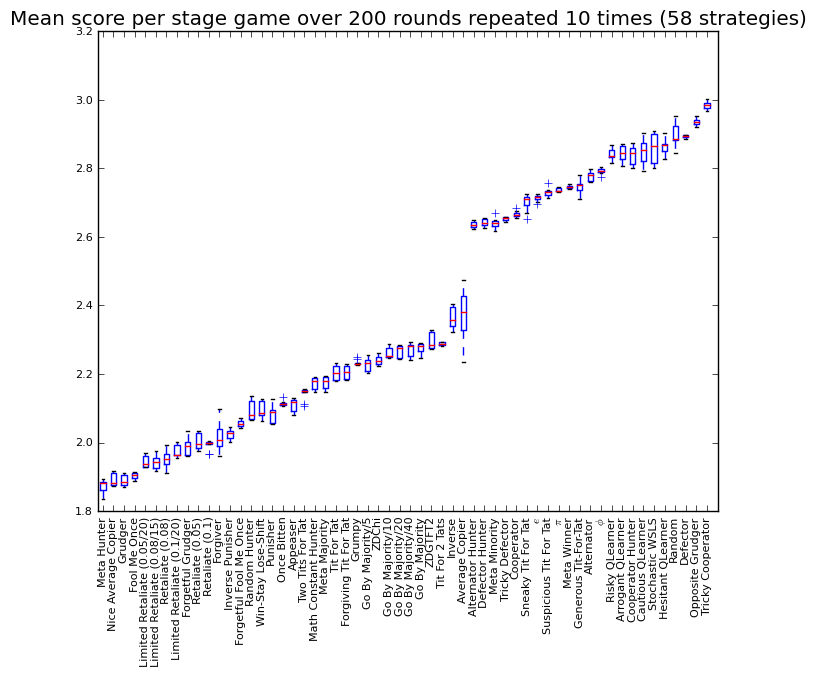 Mean score per stage game over 200 rounds repeated 10 times (58 strategies)
3.2
3.0
2.8
2.6
2.4
2.2
2.0
1.8
Meta Hunter
Nice Average Copier
Grudger
Fool Me Once
Limited Retaliate (0.05/20)
Limited Retaliate (0.08/15)
Retaliate (0.08)
Limited Retaliate (0.1/20)
Forgetful Grudger
Retaliate (0.05)
Retaliate (0.1)
Forgiver
Inverse Punisher
Forgetful Fool Me Once
Random Hunter
Win-Stay Lose-Shift
Punisher
Once Bitten
Appeaser
Two Tits For Tat
Math Constant Hunter
Meta Majority
Tit For Tat
Forgiving Tit For Tat
Grumpy
Go By Majority/5
ZDChi
Go By Majority/10
Go By Majority/20
Go By Majority/40
Go By Majority
ZDGTFT2
Tit For 2 Tats
Inverse
Average Copier
Alternator Hunter
Defector Hunter
Meta Minority
Tricky Defector
Cooperator
Sneaky Tit For Tat
e
Suspicious Tit For Tat
π
Meta Winner
Generous Tit-For-Tat
Alternator
ϕ
Risky QLearner
Arrogant QLearner
Cooperator Hunter
Cautious QLearner
Stochastic WSLS
Hesitant QLearner
Random
Defector
Opposite Grudger
Tricky Cooperator